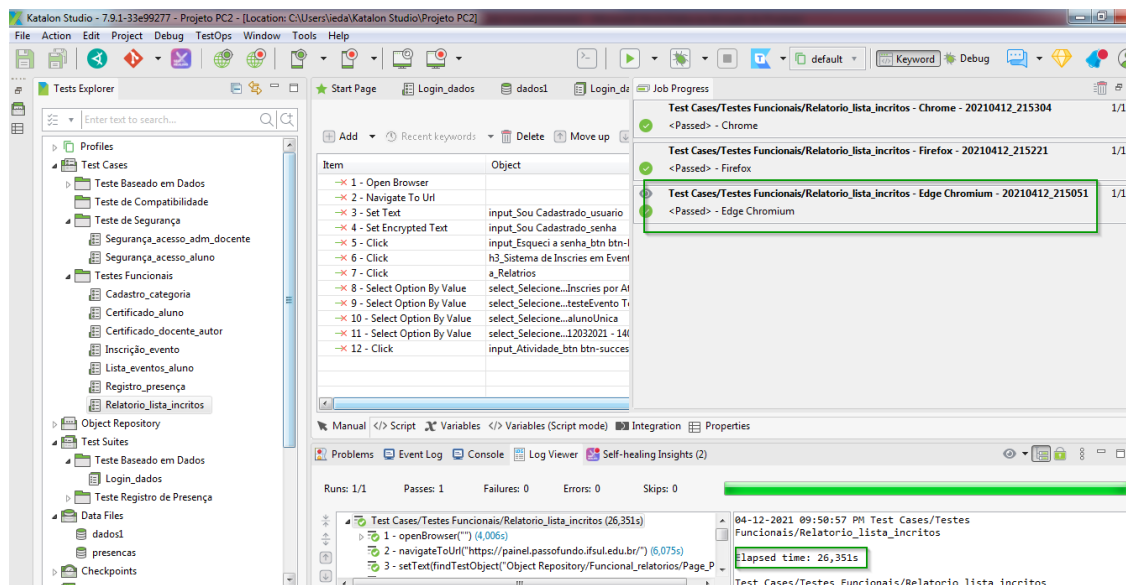 Katalon Studio - 7.9.1-33e99277 - Projeto PC2 - [Location: C:\Users\ieda\Katalon Studio\Projeto PC2]
File Action Edit Project Debug TestOps Window Tools Help
default
Keyword
Debug
Tests Explorer
Enter text to search...
Profiles
Test Cases
Teste Baseado em Dados
Teste de Compatibilidade
Teste de Segurança
Segurança_acesso_adm_docente
Segurança_acesso_aluno
Testes Funcionais
Cadastro_categoria
Certificado_aluno
Certificado_docente_autor
Inscrição_evento
Lista_eventos_aluno
Registro_presença
Relatorio_lista_incritos
Object Repository
Test Suites
Teste Baseado em Dados
Login_dados
Teste Registro de Presença
Data Files
dados1
presencas
Checkpoints
Start Page Login_dados dados1 Login_da
Add Recent keywords Delete Move up
Item Object
1 - Open Browser
2 - Navigate To Url
3 - Set Text input_Sou Cadastrado_usuario
4 - Set Encrypted Text input_Sou Cadastrado_senha
5 - Click input_Esqueci a senha_btn btn-l
6 - Click h3_Sistema de Inscries em Event
7 - Click a_Relatrios
8 - Select Option By Value select_Selecione...Inscries por At
9 - Select Option By Value select_Selecione...testeEvento T
10 - Select Option By Value select_Selecione...alunoUnica
11 - Select Option By Value select_Selecione...12032021 - 140
12 - Click input_Atividade_btn btn-succes
Job Progress
Test Cases/Testes Funcionais/Relatorio_lista_incritos - Chrome - 20210412_215304 1/1
<Passed> - Chrome
Test Cases/Testes Funcionais/Relatorio_lista_incritos - Firefox - 20210412_215221 1/1
<Passed> - Firefox
Test Cases/Testes Funcionais/Relatorio_lista_incritos - Edge Chromium - 20210412_215051 1/1
<Passed> - Edge Chromium
Manual </> Script Variables </> Variables (Script mode) Integration Properties
Problems Event Log Console Log Viewer Self-healing Insights (2)
Runs: 1/1 Passes: 1 Failures: 0 Errors: 0 Skips: 0
Test Cases/Testes Funcionais/Relatorio_lista_incritos (26,351s)
1 - openBrowser("") (4,006s)
2 - navigateToUrl("https://painel.passofundo.ifsul.edu.br/") (6,075s)
3 - setText(findTestObject("Object Repository/Funcional_relatorios/Page_P
04-12-2021 09:50:57 PM Test Cases/Testes
Funcionais/Relatorio_lista_incritos
Elapsed time: 26,351s
Test Cases/Testes Funcionais/Relatorio_lista_incritos